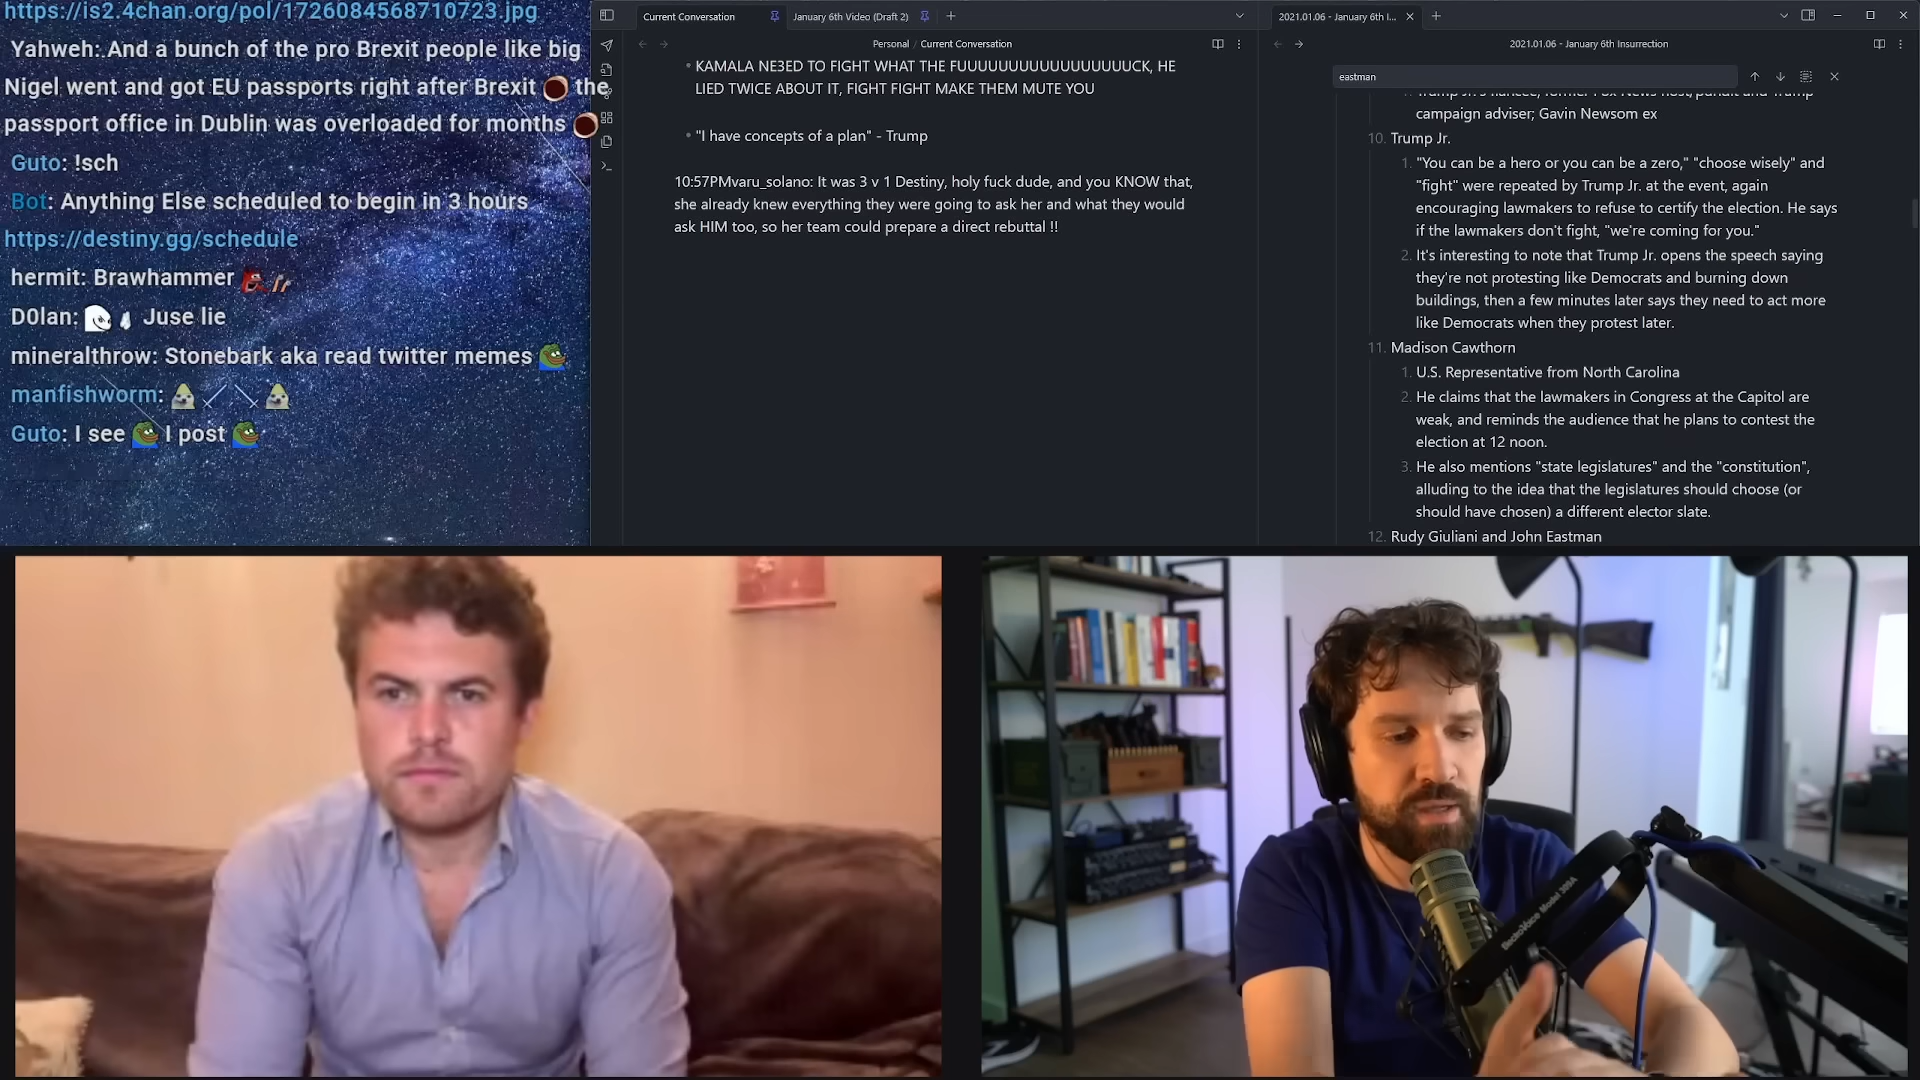 https://is2.4chan.org/pol/1726084568710723.jpg
Yahweh: And a bunch of the pro Brexit people like big
Nigel went and got EU passports right after Brexit the
passport office in Dublin was overloaded for months
Guto: !sch
Bot: Anything Else scheduled to begin in 3 hours
https://destiny.gg/schedule
hermit: Brawhammer
D0lan: Juse lie
mineralthrow: Stonebark aka read twitter memes
manfishworm:
Guto: I see I post
Current Conversation
January 6th Video (Draft 2)
Personal / Current Conversation
KAMALA NE3ED TO FIGHT WHAT THE FUUUUUUUUUUUUUUUUUCK, HE
LIED TWICE ABOUT IT, FIGHT FIGHT MAKE THEM MUTE YOU
"I have concepts of a plan" - Trump
10:57PMvaru_solano: It was 3 v 1 Destiny, holy fuck dude, and you KNOW that,
she already knew everything they were going to ask her and what they would
ask HIM too, so her team could prepare a direct rebuttal !!
2021.01.06 - January 6th I...
2021.01.06 - January 6th Insurrection
eastman
campaign adviser; Gavin Newsom ex
10. Trump Jr.
1. "You can be a hero or you can be a zero," "choose wisely" and
"fight" were repeated by Trump Jr. at the event, again
encouraging lawmakers to refuse to certify the election. He says
if the lawmakers don't fight, "we're coming for you."
2. It's interesting to note that Trump Jr. opens the speech saying
they're not protesting like Democrats and burning down
buildings, then a few minutes later says they need to act more
like Democrats when they protest later.
11. Madison Cawthorn
1. U.S. Representative from North Carolina
2. He claims that the lawmakers in Congress at the Capitol are
weak, and reminds the audience that he plans to contest the
election at 12 noon.
3. He also mentions "state legislatures" and the "constitution",
alluding to the idea that the legislatures should choose (or
should have chosen) a different elector slate.
12. Rudy Giuliani and John Eastman
ElectroVoice Model 309A